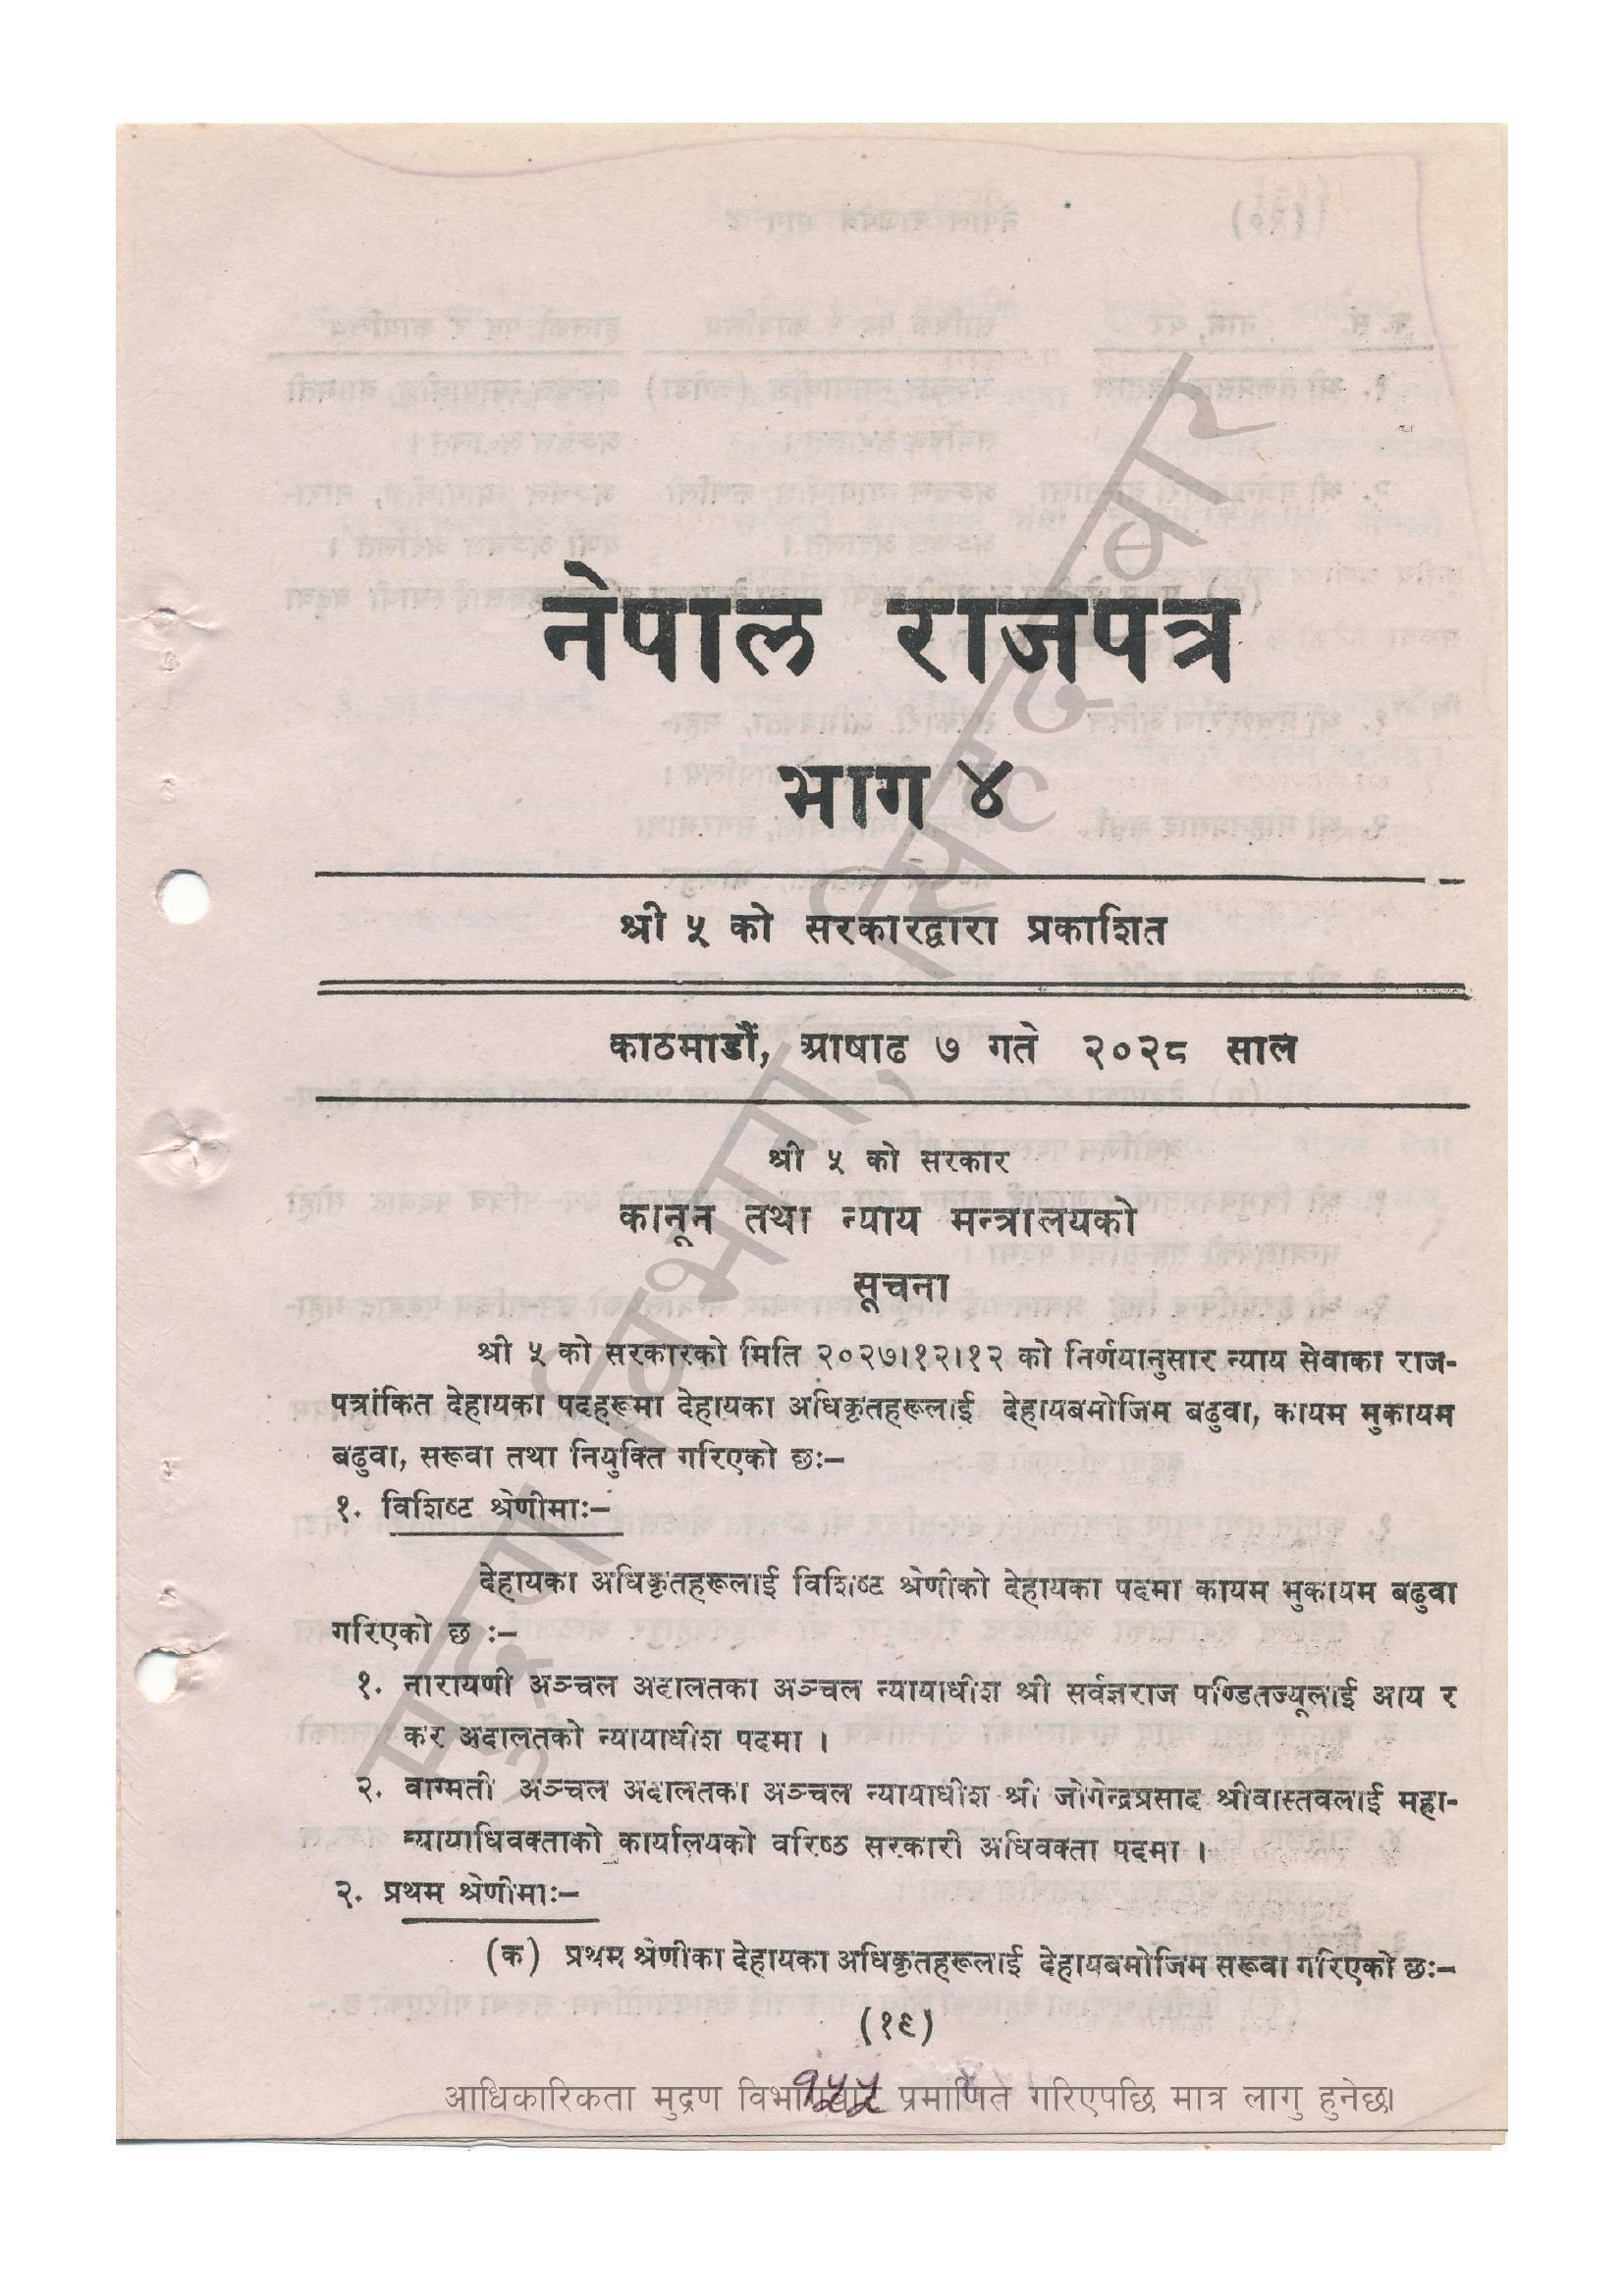 नेपाल राजपत्र
भाग ४
श्री ५ को सरकारद्वारा प्रकाशित
काठमाडौं, आषाढ ७ गते २०२८ साल
श्री ५ को सरकार
कानून तथा न्याय मन्त्रालयको
सूचना
श्री ५ को सरकारको मिति २०२७।१२।१२ को निर्णयानुसार न्याय सेवाका राज-
पत्रांकित देहायका पदहरूमा देहायका अधिकृतहरूलाई देहायबमोजिम बढुवा, कायम मुकायम
बढुवा, सरूवा तथा नियुक्ति गरिएको छः–
१. विशिष्ट श्रेणीमाः–
देहायका अधिकृतहरूलाई विशिष्ट श्रेणीको देहायका पदमा कायम मुकायम बढुवा
गरिएको छ :–
१. नारायणी अञ्चल अदालतका अञ्चल न्यायाधीश श्री सर्वज्ञराज पण्डितज्यूलाई आय र
कर अदालतको न्यायाधीश पदमा ।
२. वाग्मती अञ्चल अदालतका अञ्चल न्यायाधीश श्री जोगेन्द्रप्रसाद श्रीवास्तवलाई महा-
न्यायाधिवक्ताको कार्यालयको वरिष्ठ सरकारी अधिवक्ता पदमा ।
२. प्रथम श्रेणीमाः–
(क) प्रथम श्रेणीका देहायका अधिकृतहरूलाई देहायबमोजिम सरूवा गरिएको छः–
(१९)
१५५
आधिकारिकता मुद्रण विभागबाट प्रमाणित गरिएपछि मात्र लागु हुनेछ।
मुद्रण विभाग, सिंहदरबार